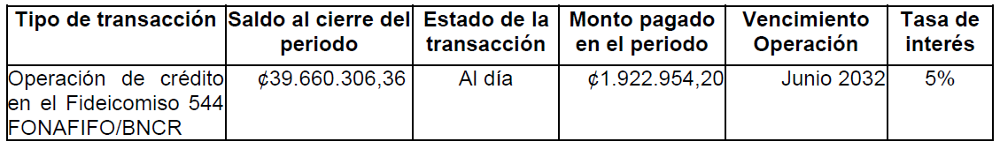 Tipo de transacción Saldo al cierre del periodo Estado de la transacción Monto pagado en el periodo Vencimiento Operación Tasa de interés
Operación de crédito ₡39.660.306,36 Al día ₡1.922.954,20 Junio 2032 5%
en el Fideicomiso 544
FONAFIFO/BNCR